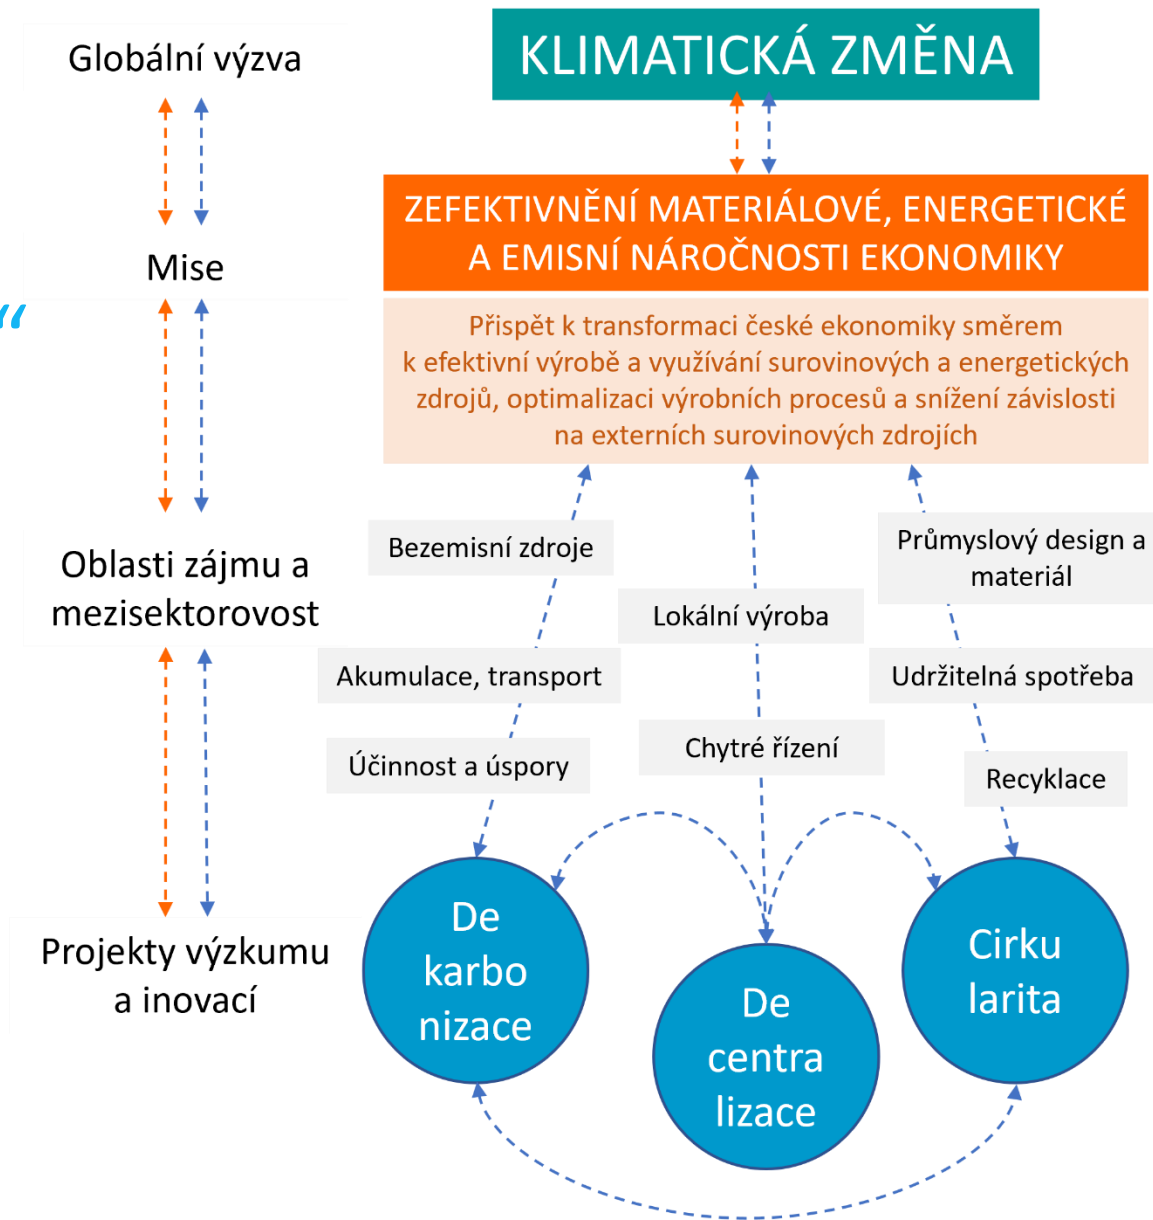 Globální výzva
KLIMATICKÁ ZMĚNA
Mise
ZEFEKTIVNĚNÍ MATERIÁLOVÉ, ENERGETICKÉ
A EMISNÍ NÁROČNOSTI EKONOMIKY
“
Přispět k transformaci české ekonomiky směrem
k efektivní výrobě a využívání surovinových a energetických
zdrojů, optimalizaci výrobních procesů a snížení závislosti
na externích surovinových zdrojích
Oblasti zájmu a
mezisektorovost
Bezemisní zdroje
Akumulace, transport
Účinnost a úspory
Lokální výroba
Chytré řízení
Průmyslový design a
materiál
Udržitelná spotřeba
Recyklace
Projekty výzkumu
a inovací
De
karbo
nizace
De
centra
lizace
Cirku
larita